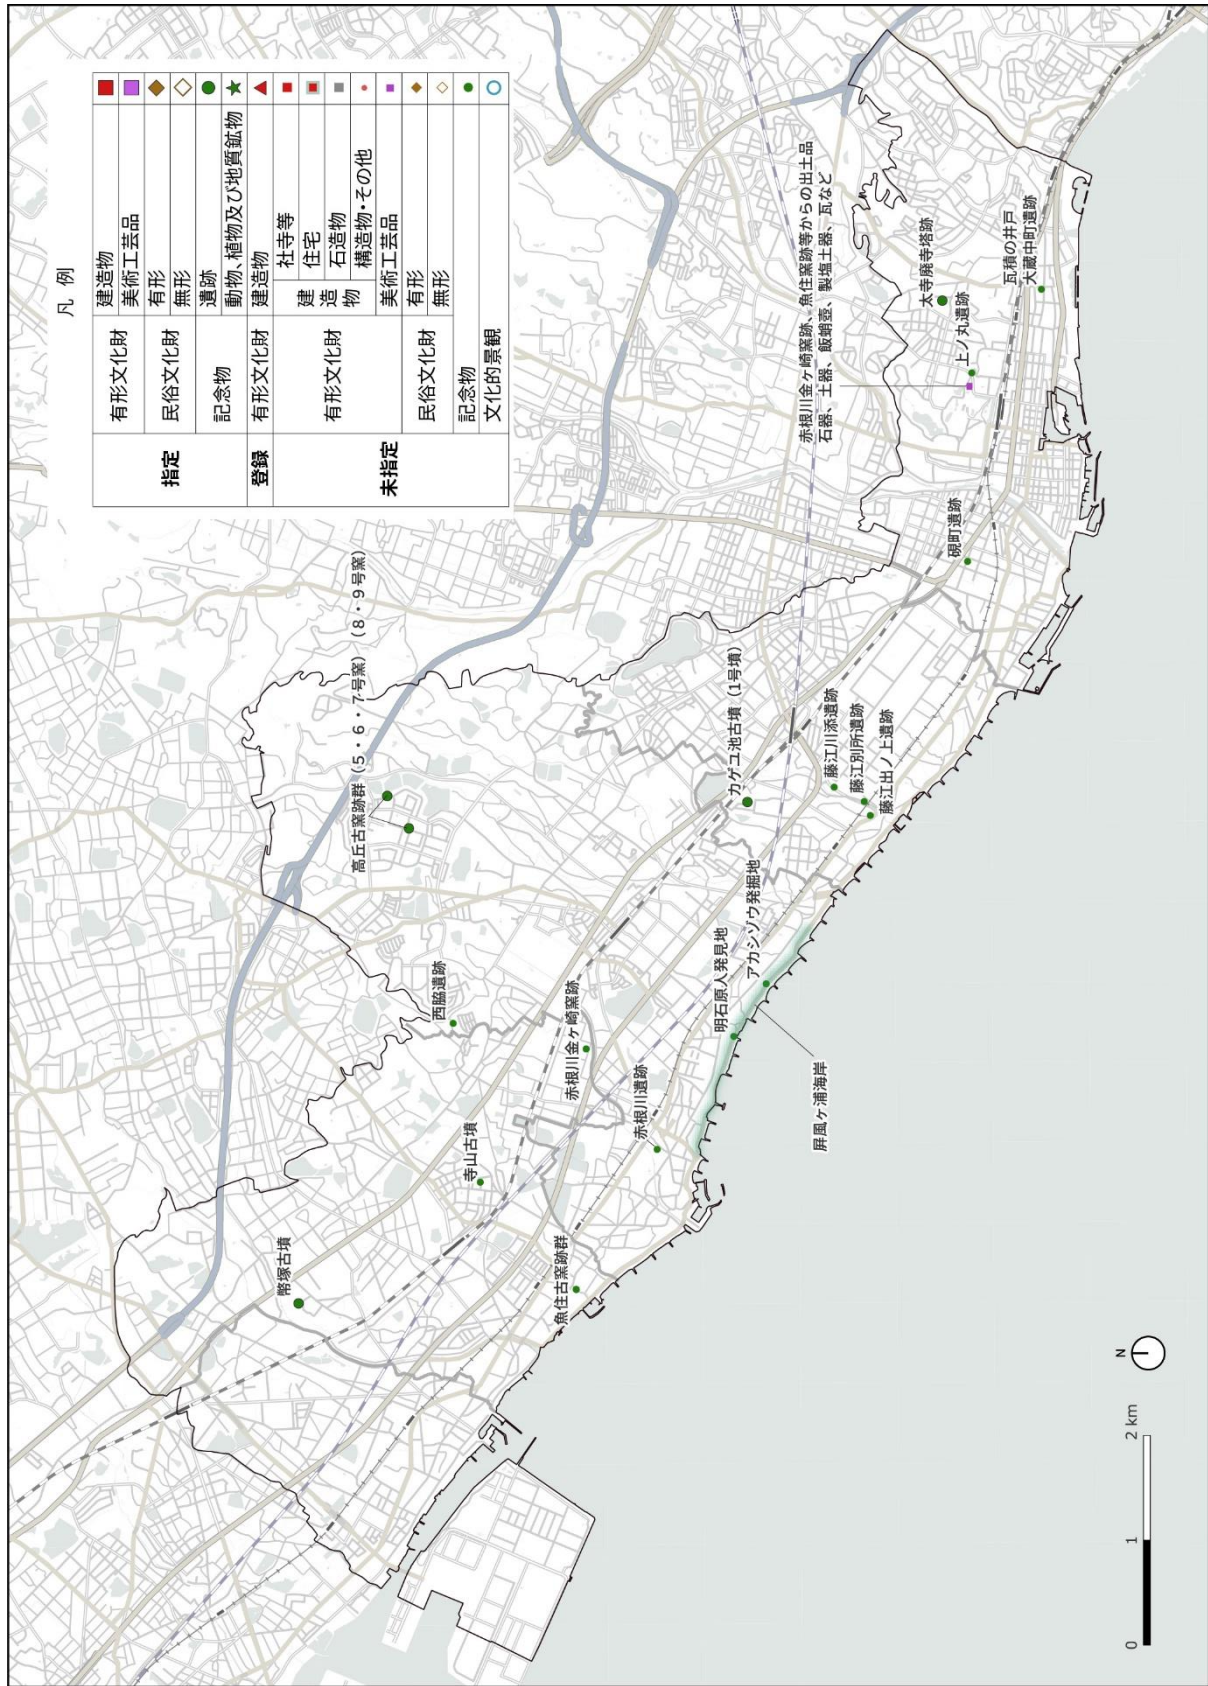 凡 例
指定
有形文化財
建造物
美術工芸品
民俗文化財
有形
無形
記念物
遺跡
動物、植物及び地質鉱物
登録
有形文化財
建造物
未指定
有形文化財
建造物
社寺等
住宅
石造物
構造物・その他
美術工芸品
民俗文化財
有形
無形
記念物
文化的景観
高丘古窯跡群（5・6・7号窯）（8・9号窯）
幣塚古墳
西脇遺跡
寺山古墳
魚住古窯跡群
赤根川金ヶ崎窯跡
赤根川遺跡
明石原人発見地
アカシゾウ発掘地
屏風ヶ浦海岸
カゲユ池古墳（1号墳）
藤江川添遺跡
藤江別所遺跡
藤江出ノ上遺跡
硯町遺跡
赤根川金ヶ崎窯跡、魚住窯跡等からの出土品
石器、土器、飯蛸壺、製塩土器、瓦など
太寺廃寺塔跡
上ノ丸遺跡
瓦積の井戸
大蔵中町遺跡
N
0 1 2 km